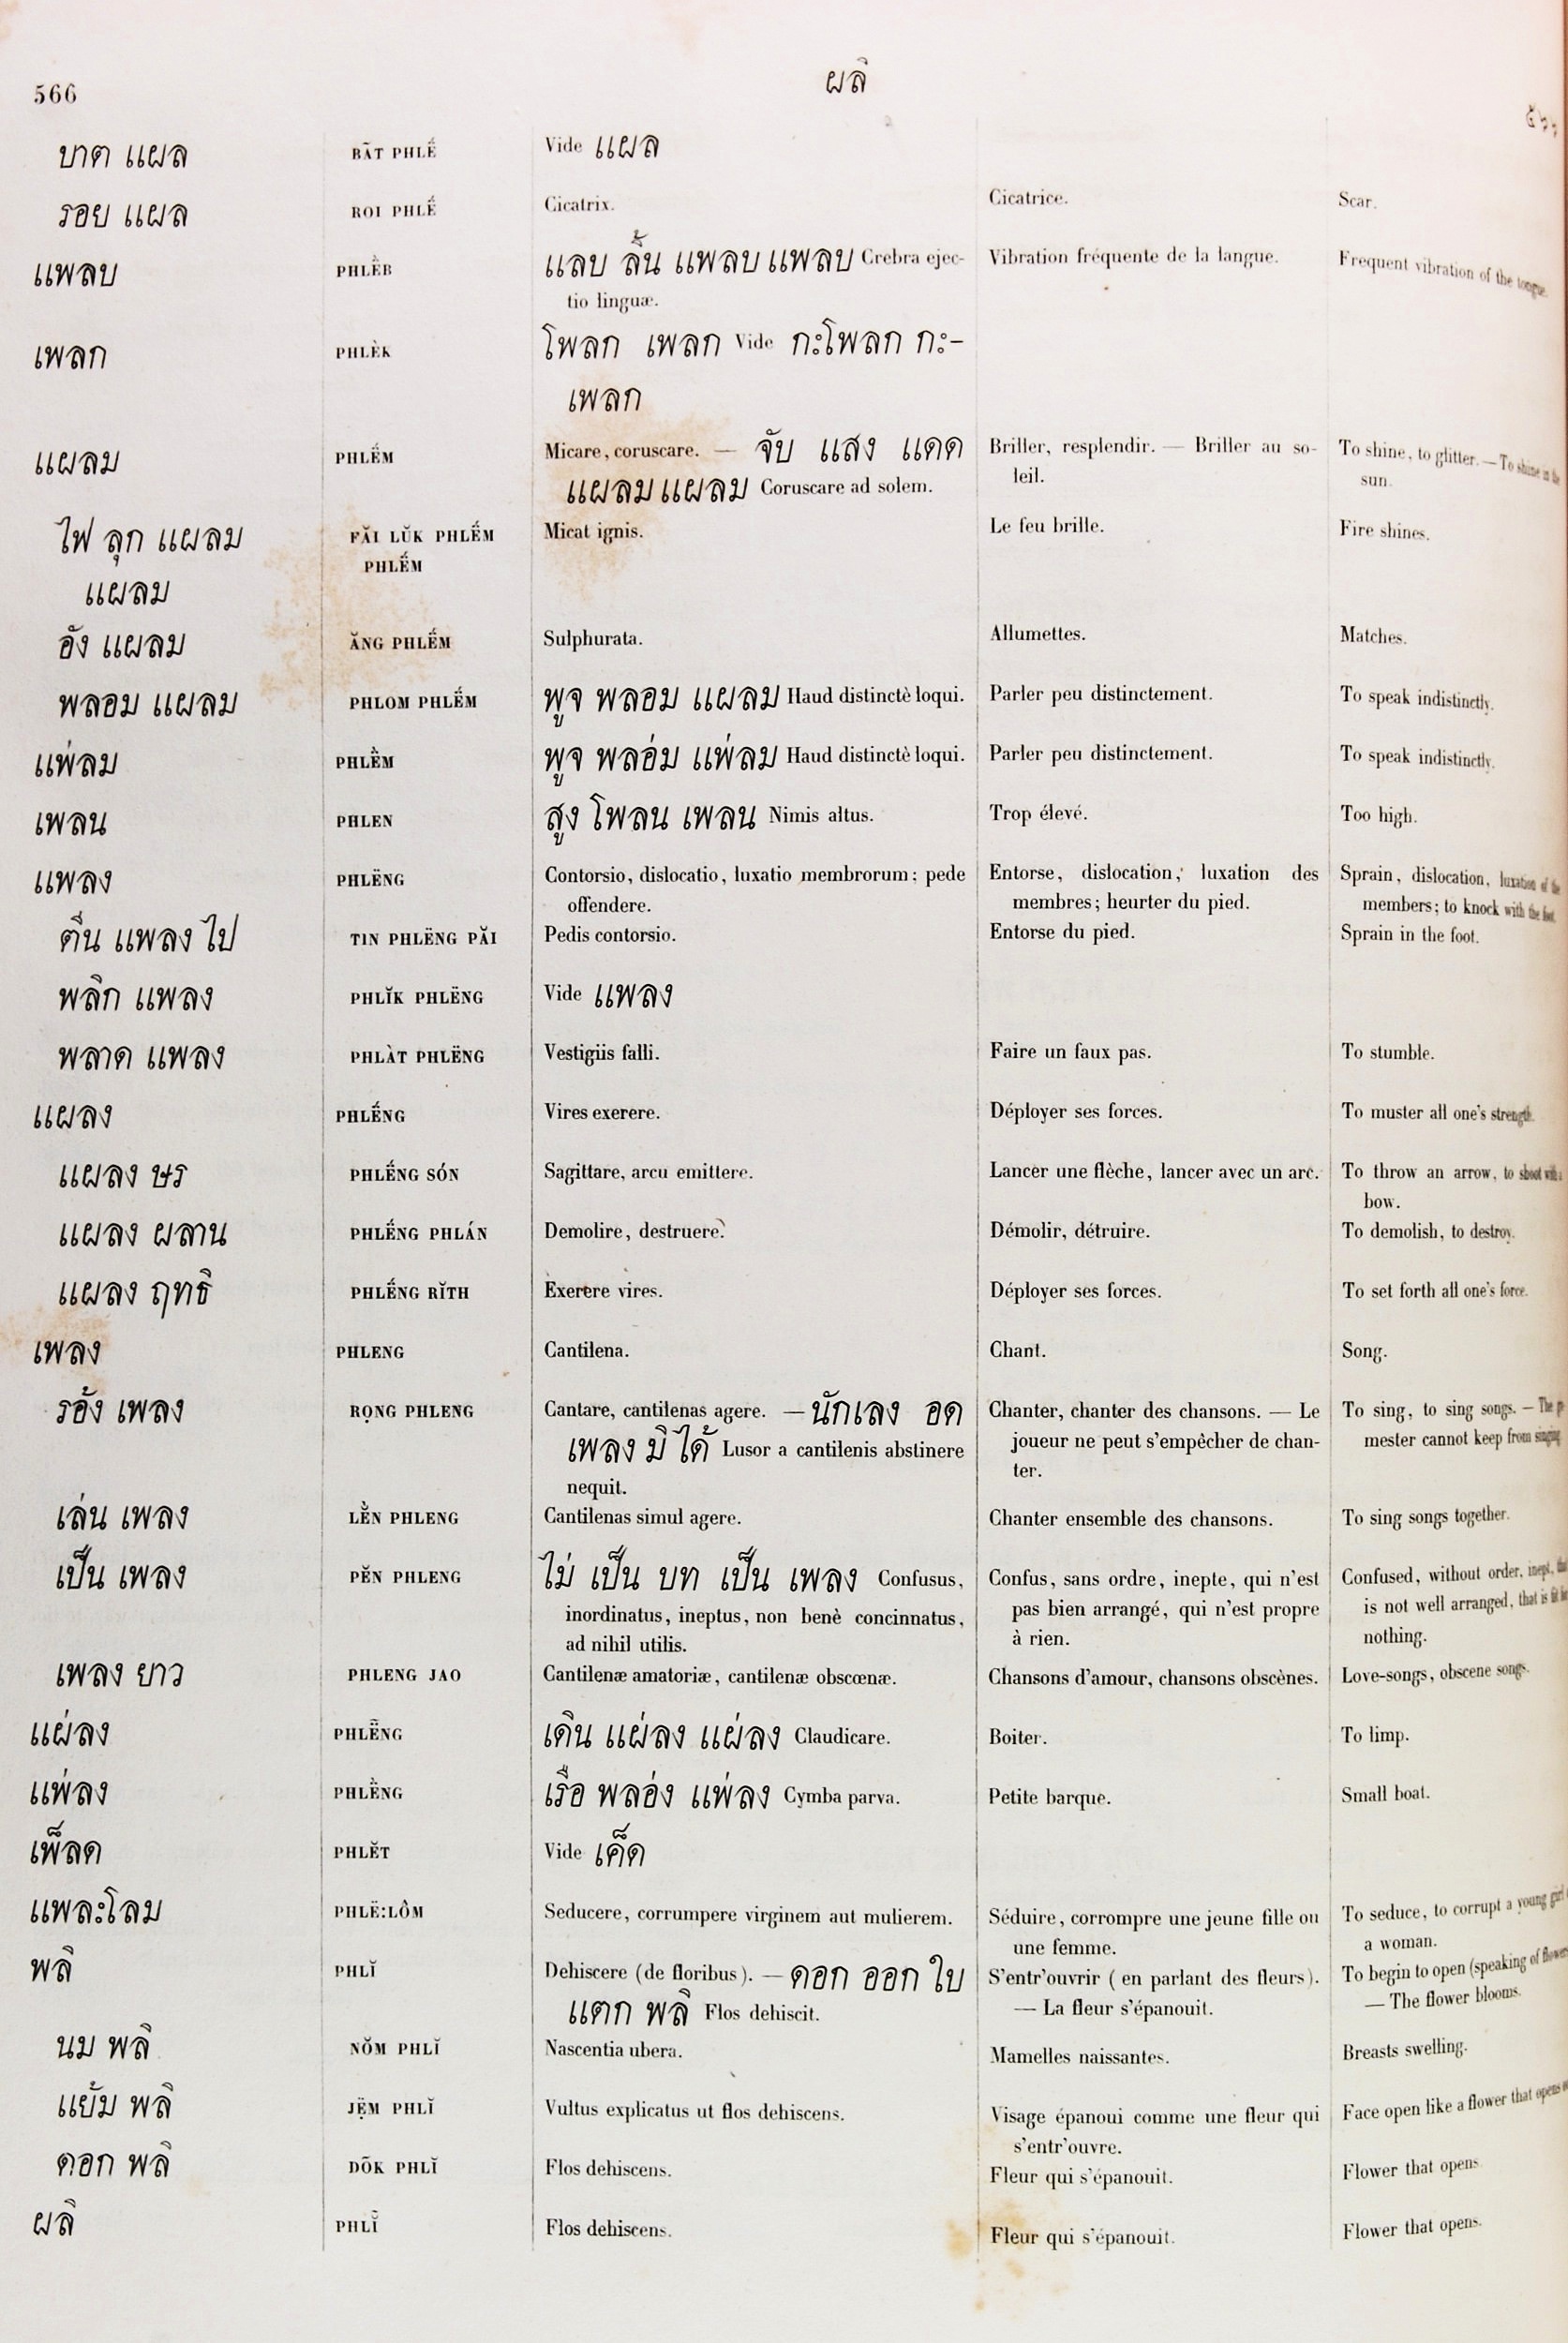 566
ผลิ
บาต แผล BÃT PHLẾ Vide แผล
รอย แผล ROI PHLẾ Cicatrix. Cicatrice. Scar.
แพลบ PHLÈB แลบ ลิ้น แพลบ แพลบ Crebra ejec- Vibration fréquente de la langue. Frequent vibration of the tongue.
tio linguæ.
เพลก PHLÈK โพลก เพลก Vide กะโพลก กะ-
เพลก
แผลม PHLẾM Micare, coruscare. — จับ แสง แดด Briller, resplendir. — Briller au so- To shine, to glitter. — To shine in the
แผลม แผลม Coruscare ad solem. leil. sun.
ไฟ ลุก แผลม FĂI LŬK PHLẾM Micat ignis. Le feu brille. Fire shines.
แผลม PHLẾM
อัง แผลม ĂNG PHLẾM Sulphurata. Allumettes. Matches.
พลอม แผลม PHLOM PHLẾM พูจ พลอม แผลม Haud distinctè loqui. Parler peu distinctement. To speak indistinctly.
แพ่ลม PHLỀM พูจ พลอ่ม แพ่ลม Haud distinctè loqui. Parler peu distinctement. To speak indistinctly.
เพลน PHLEN สูง โพลน เพลน Nimis altus. Trop élevé. Too high.
แพลง PHLËNG Contorsio, dislocatio, luxatio membrorum; pede Entorse, dislocation, luxation des Sprain, dislocation, luxation of the
offendere. membres; heurter du pied. members; to knock with the foot.
ตีน แพลง ไป TIN PHLËNG PĂI Pedis contorsio. Entorse du pied. Sprain in the foot.
พลิก แพลง PHLĬK PHLËNG Vide แพลง
พลาด แพลง PHLÀT PHLËNG Vestigiis falli. Faire un faux pas. To stumble.
แผลง PHLẾNG Vires exerere. Déployer ses forces. To muster all one's strength.
แผลง ษร PHLẾNG SÓN Sagittare, arcu emittere. Lancer une flèche, lancer avec un arc. To throw an arrow, to shoot with a
bow.
แผลง ผลาน PHLẾNG PHLÁN Demolire, destruere. Démolir, détruire. To demolish, to destroy.
แผลง ฤทธิ PHLẾNG RĬTH Exerere vires. Déployer ses forces. To set forth all one's force.
เพลง PHLENG Cantilena. Chant. Song.
รอ้ง เพลง RỌNG PHLENG Cantare, cantilenas agere. — นักเลง อด Chanter, chanter des chansons. — Le To sing, to sing songs. — The ga-
เพลง มิ ได้ Lusor a cantilenis abstinere joueur ne peut s'empêcher de chan- mester cannot keep from singing.
nequit. ter.
เล่น เพลง LỀN PHLENG Cantilenas simul agere. Chanter ensemble des chansons. To sing songs together.
เป็น เพลง PĔN PHLENG ไม่ เป็น บท เป็น เพลง Confusus, Confus, sans ordre, inepte, qui n'est Confused, without order, inept, that
inordinatus, ineptus, non benè concinnatus, pas bien arrangé, qui n'est propre is not well arranged, that is fit for
ad nihil utilis. à rien. nothing.
เพลง ยาว PHLENG JAO Cantilenæ amatoriæ, cantilenæ obscœnæ. Chansons d'amour, chansons obscènes. Love-songs, obscene songs.
แผ่ลง PHLẼNG เดิน แผ่ลง แผ่ลง Claudicare. Boiter. To limp.
แพ่ลง PHLỀNG เรือ พลอ่ง แพ่ลง Cymba parva. Petite barque. Small boat.
เพ็ลด PHLĔT Vide เค็ด
แพละโลม PHLË:LÔM Seducere, corrumpere virginem aut mulierem. Séduire, corrompre une jeune fille ou To seduce, to corrupt a young girl
une femme. a woman.
พลิ PHLĬ Dehiscere (de floribus). — ดอก ออก ใบ S'entr'ouvrir (en parlant des fleurs). To begin to open (speaking of flowers
แตก พลิ Flos dehiscit. — La fleur s'épanouit. — The flower blooms.
นม พลิ NŎM PHLĬ Nascentia ubera. Mamelles naissantes. Breasts swelling.
แย้ม พลิ JẸ̈M PHLĬ Vultus explicatus ut flos dehiscens. Visage épanoui comme une fleur qui Face open like a flower that opens
s'entr'ouvre.
ดอก พลิ DÕK PHLĬ Flos dehiscens. Fleur qui s'épanouit. Flower that opens.
ผลิ PHLĬ̃ Flos dehiscens. Fleur qui s'épanouit. Flower that opens.